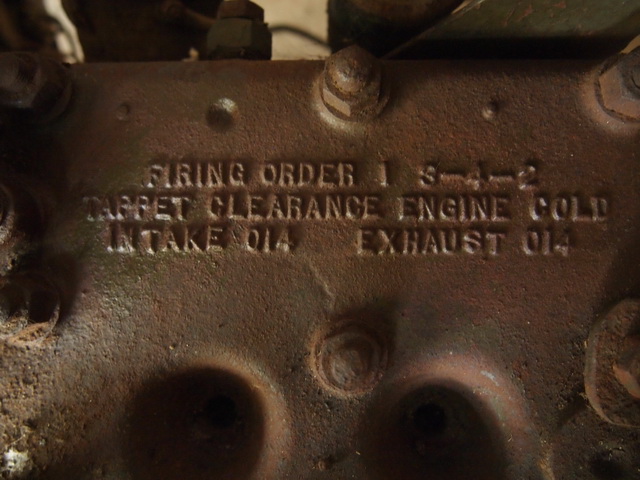 FIRING ORDER 1 3-4-2
TAPPET CLEARANCE ENGINE COLD
INTAKE 014 EXHAUST 014